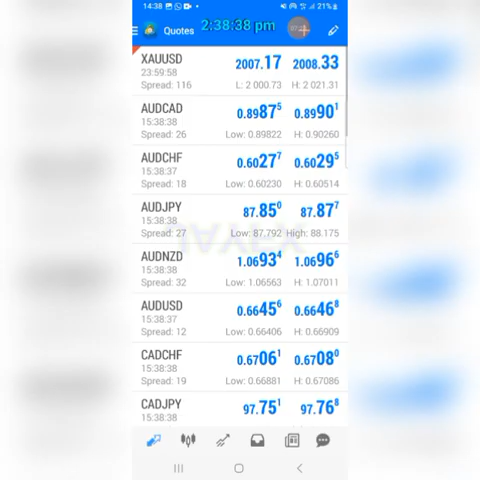 14:38 21%
Quotes 2:38:38 pm
XAUUSD 2007.17 2008.33
23:59:58
Spread: 116 L: 2 000.73 H: 2 021.31
AUDCAD 0.89875 0.89901
15:38:38
Spread: 26 Low: 0.89822 H: 0.90260
AUDCHF 0.60277 0.60295
15:38:37
Spread: 18 Low: 0.60230 H: 0.60514
AUDJPY 87.850 87.877
15:38:38
Spread: 27 Low: 87.792 High: 88.175
AUDNZD 1.06934 1.06966
15:38:38
Spread: 32 Low: 1.06563 H: 1.07011
AUDUSD 0.66456 0.66468
15:38:37
Spread: 12 Low: 0.66406 H: 0.66909
CADCHF 0.67061 0.67080
15:38:38
Spread: 19 Low: 0.66881 H: 0.67086
CADJPY 97.751 97.768
15:38:38